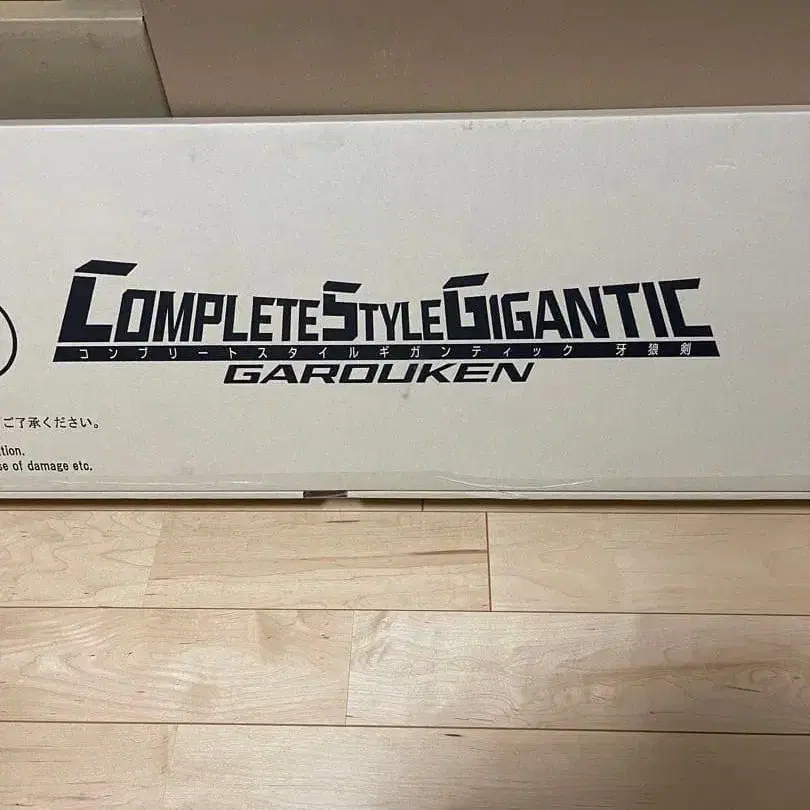 COMPLETE STYLE GIGANTIC
コンプリートスタイルギガンティック 牙狼剣
GAROUKEN
ご了承ください。
tion.
se of damage etc.